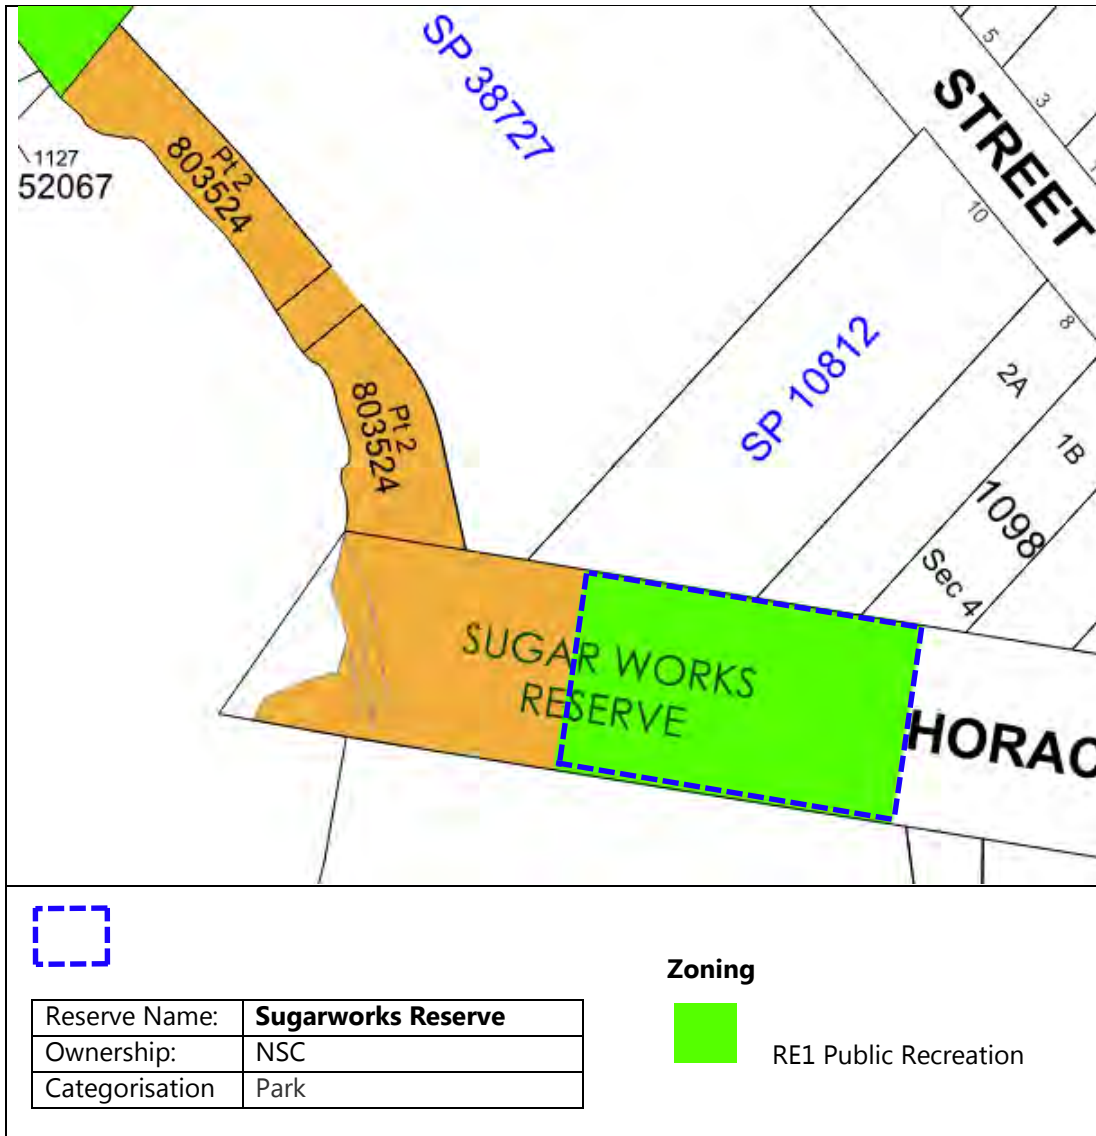 SP 38727
5
3
STREET
1127
52067
Pt 2
803524
10
8
SP 10812
2A
1B
Pt 2
803524
1098
Sec 4
SUGAR WORKS
RESERVE
HORAC
Zoning
Reserve Name: Sugarworks Reserve
Ownership: NSC
Categorisation Park
RE1 Public Recreation